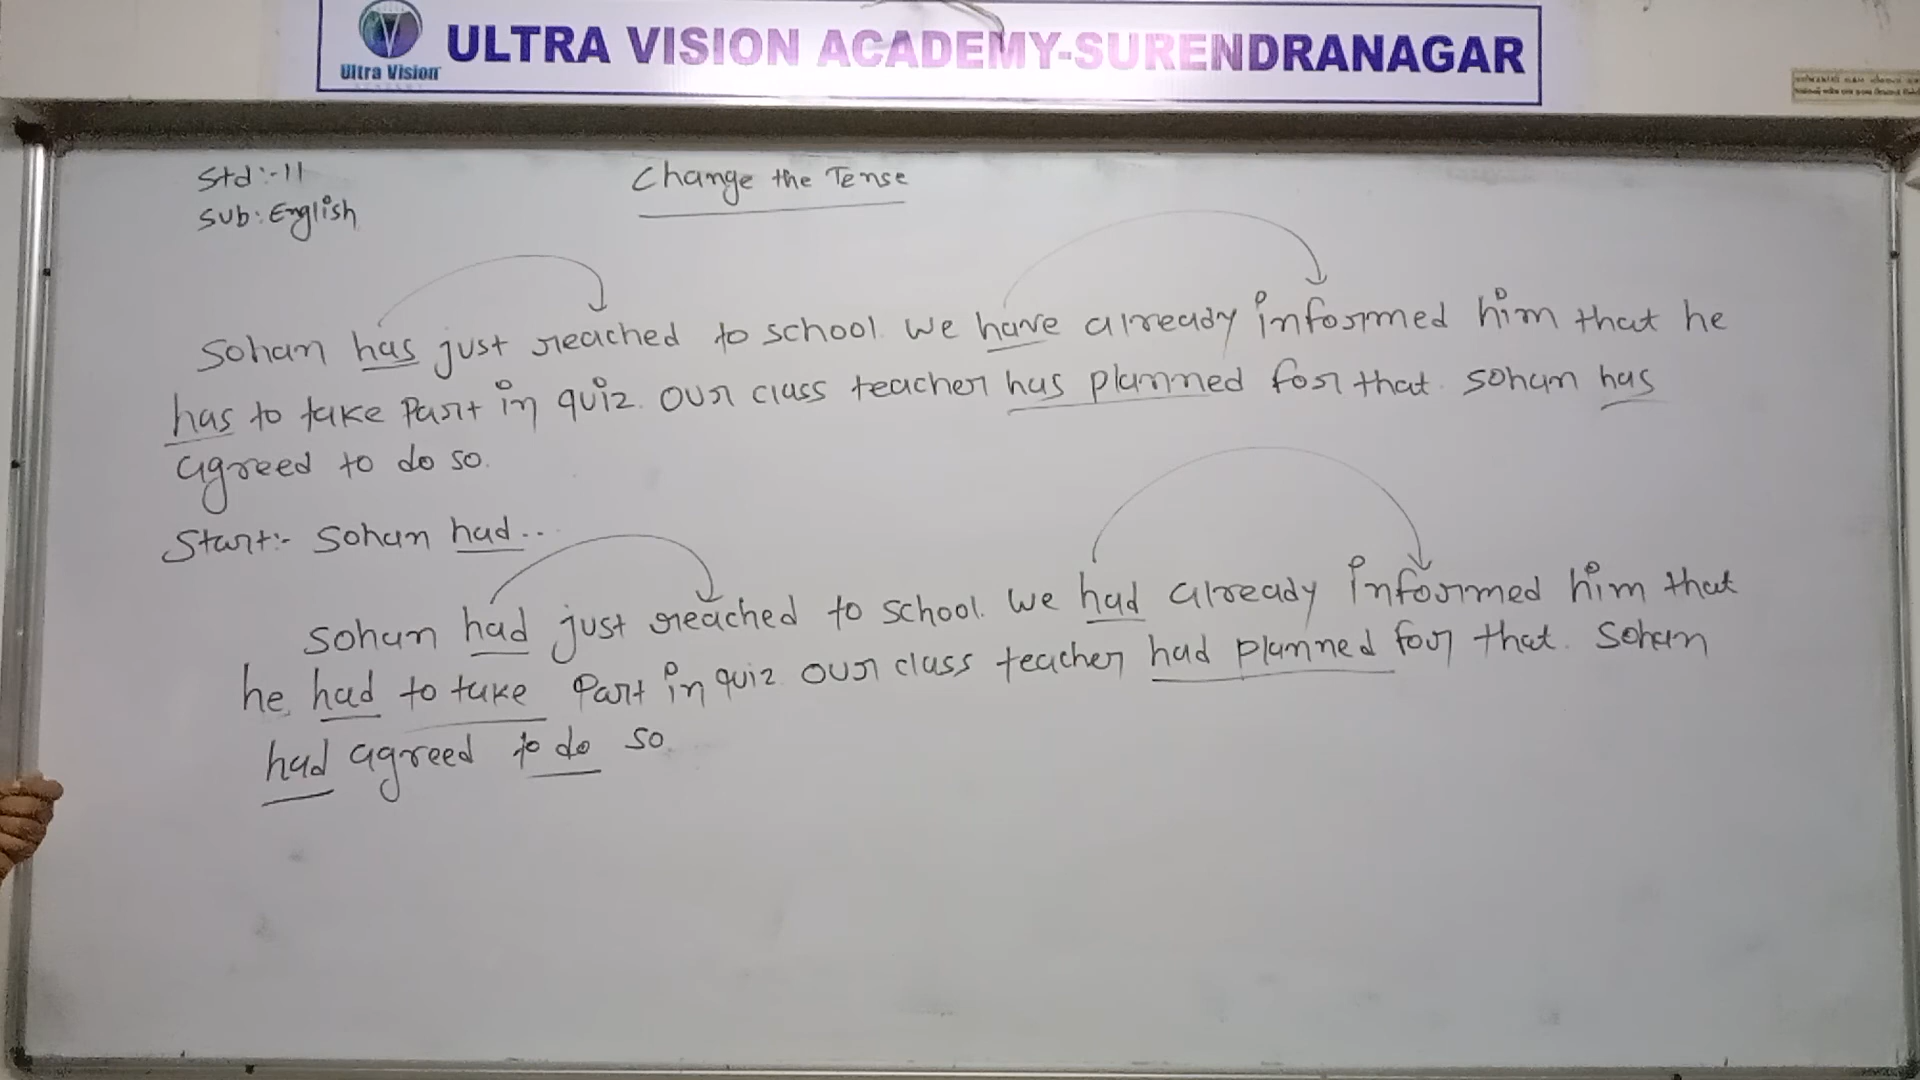 Ultra Vision
ULTRA VISION ACADEMY-SURENDRANAGAR
Std:-11
Sub: English
Change the Tense
Sohan has just reached to school. We have already informed him that he
has to take part in quiz. Our class teacher has planned for that. Sohan has
agreed to do so.
Start:- Sohan had...
Sohan had just reached to school. We had already informed him that
he had to take part in quiz. Our class teacher had planned for that. Sohan
had agreed to do so.